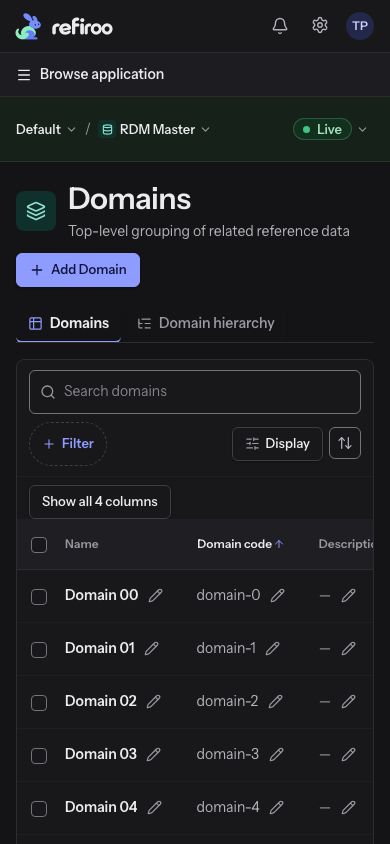 refiroo
TP
Browse application
Default / RDM Master
Live
Domains
Top-level grouping of related reference data
+ Add Domain
Domains
Domain hierarchy
Search domains
+ Filter
Display
Show all 4 columns
Name Domain code ↑
Domain 00 domain-0 —
Domain 01 domain-1 —
Domain 02 domain-2 —
Domain 03 domain-3 —
Domain 04 domain-4 —